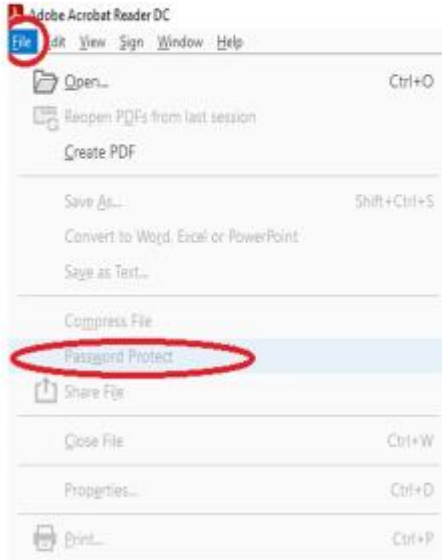 Adobe Acrobat Reader DC
File Edit View Sign Window Help
Open... Ctrl+O
Reopen PDFs from last session
Create PDF
Save As... Shift+Ctrl+S
Convert to Word, Excel or PowerPoint
Save as Text...
Compress File
Password Protect
Share File
Close File Ctrl+W
Properties... Ctrl+D
Print... Ctrl+P